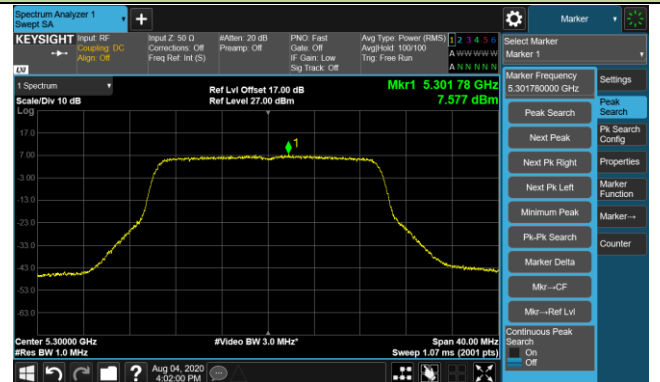 Spectrum Analyzer 1
Swept SA
Marker
KEYSIGHT
Input: RF
Coupling: DC
Align: Off
Input Z: 50 Ω
Corrections: Off
Freq Ref: Int (S)
#Atten: 20 dB
Preamp: Off
PNO: Fast
Gate: Off
IF Gain: Low
Sig Track: Off
Avg Type: Power (RMS)
Avg|Hold: 100/100
Trig: Free Run
1 2 3 4 5 6
A W W W W W
A N N N N N
LXI
Select Marker
Marker 1
1 Spectrum
Scale/Div 10 dB
Log
Ref Lvl Offset 17.00 dB
Ref Level 27.00 dBm
Mkr1 5.301 78 GHz
7.577 dBm
17.0
7.00
-3.00
-13.0
-23.0
-33.0
-43.0
-53.0
-63.0
1
Center 5.30000 GHz
#Res BW 1.0 MHz
#Video BW 3.0 MHz*
Span 40.00 MHz
Sweep 1.07 ms (2001 pts)
Marker Frequency
5.301780000 GHz
Peak Search
Next Peak
Next Pk Right
Next Pk Left
Minimum Peak
Pk-Pk Search
Marker Delta
Mkr→CF
Mkr→Ref Lvl
Continuous Peak
Search
On
Off
Settings
Peak
Search
Pk Search
Config
Properties
Marker
Function
Marker→
Counter
?
Aug 04, 2020
4:02:00 PM